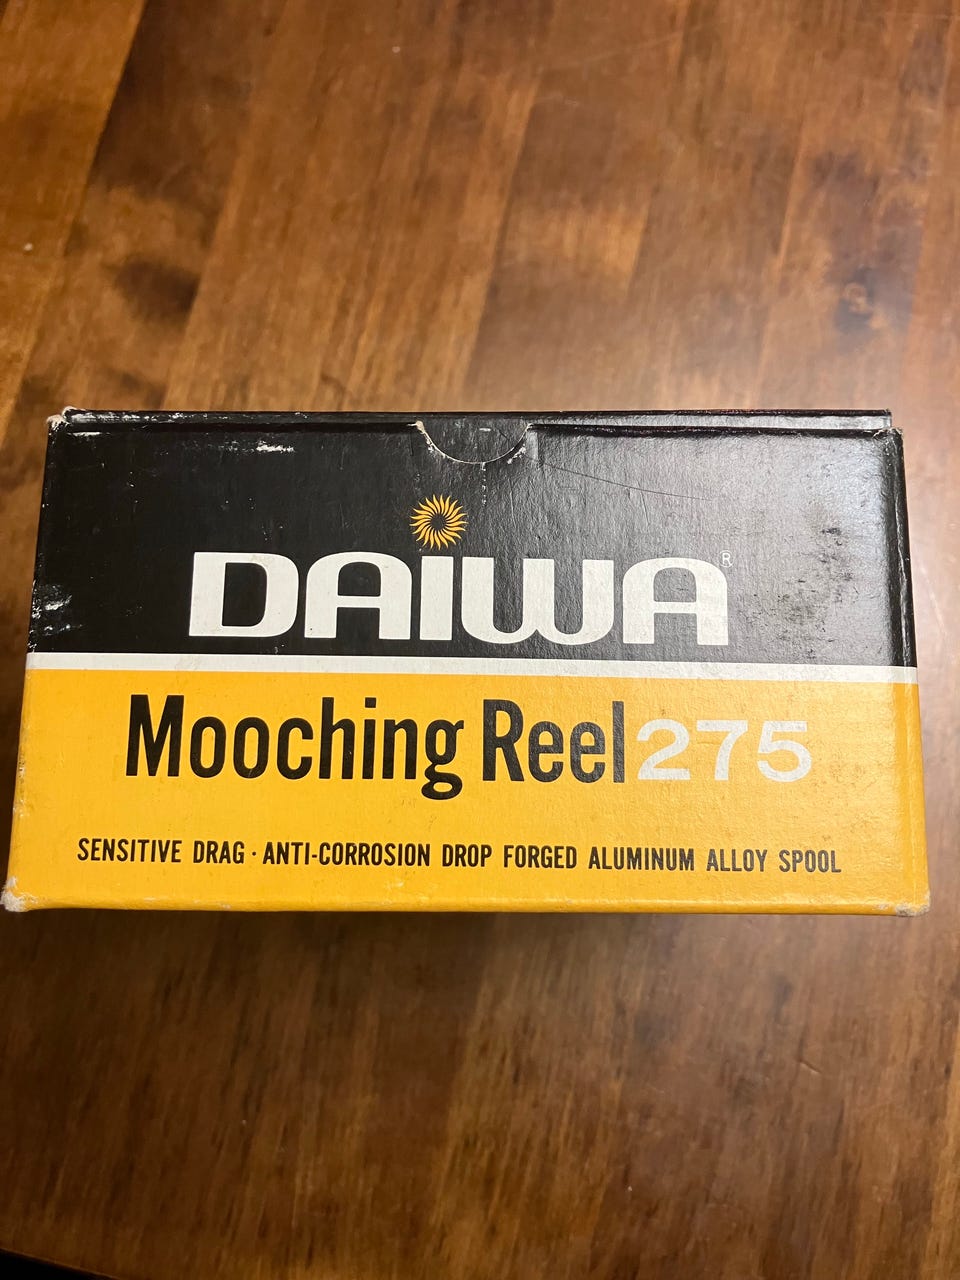 DAIWA®
Mooching Reel 275
SENSITIVE DRAG · ANTI-CORROSION DROP FORGED ALUMINUM ALLOY SPOOL